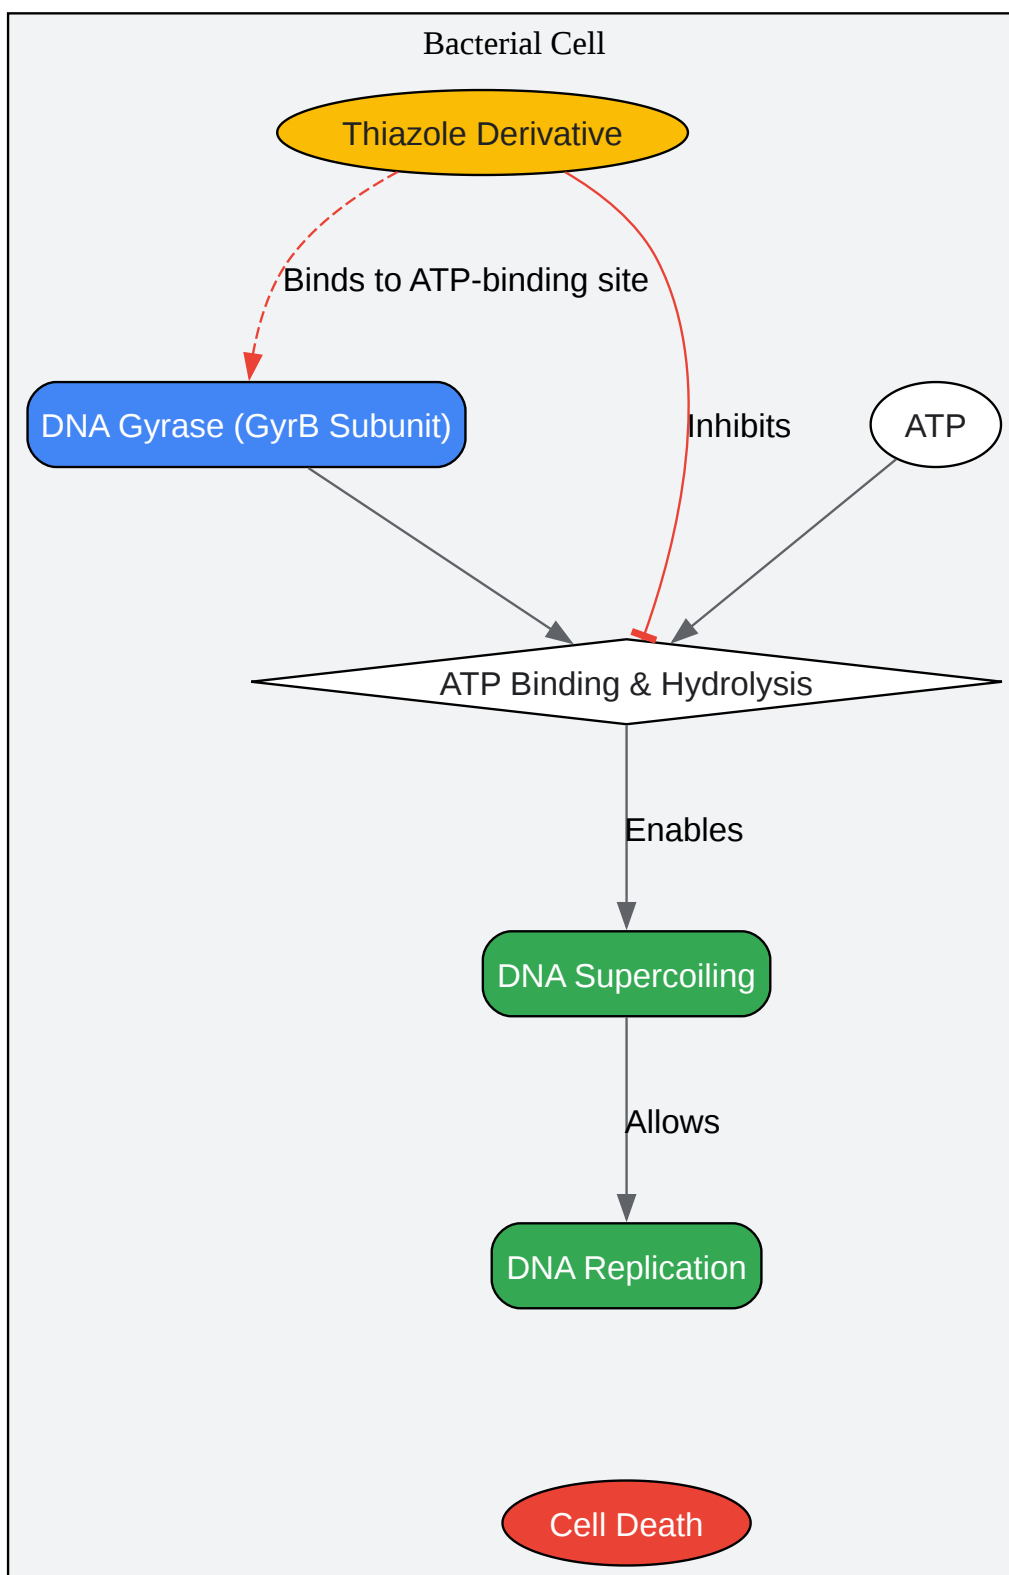 Bacterial Cell
Thiazole Derivative
Binds to ATP-binding site
DNA Gyrase (GyrB Subunit)
Inhibits
ATP
ATP Binding & Hydrolysis
Enables
DNA Supercoiling
Allows
DNA Replication
Cell Death